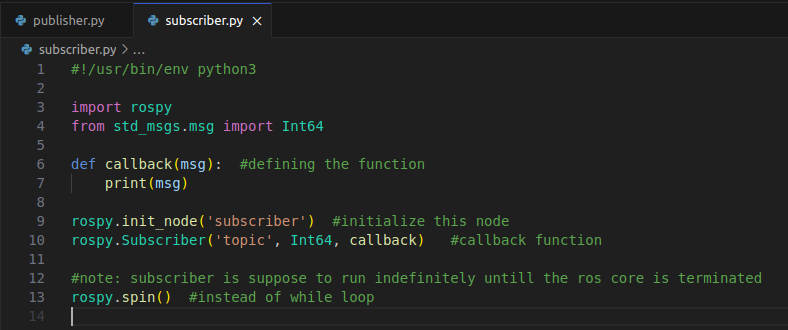 publisher.py subscriber.py ×
subscriber.py > ...
1 #!/usr/bin/env python3
2
3 import rospy
4 from std_msgs.msg import Int64
5
6 def callback(msg):  #defining the function
7     print(msg)
8
9 rospy.init_node('subscriber')  #initialize this node
10 rospy.Subscriber('topic', Int64, callback)   #callback function
11
12 #note: subscriber is suppose to run indefinitely untill the ros core is terminated
13 rospy.spin()  #instead of while loop
14